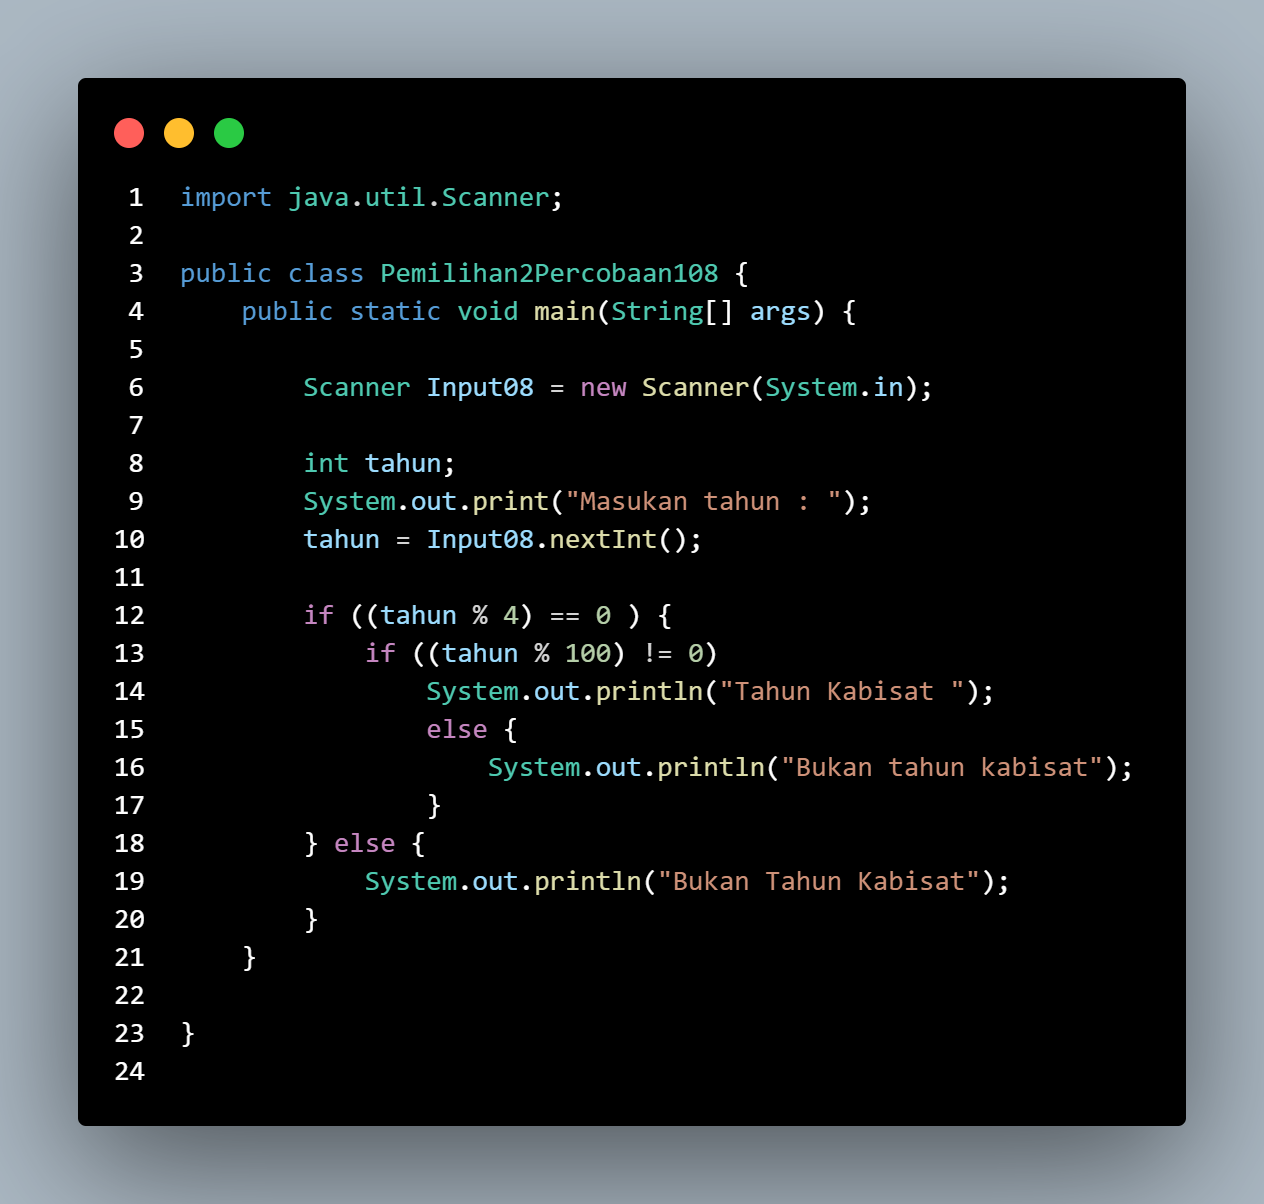 1 import java.util.Scanner;
2
3 public class Pemilihan2Percobaan108 {
4     public static void main(String[] args) {
5
6         Scanner Input08 = new Scanner(System.in);
7
8         int tahun;
9         System.out.print("Masukan tahun : ");
10         tahun = Input08.nextInt();
11
12         if ((tahun % 4) == 0 ) {
13             if ((tahun % 100) != 0)
14                 System.out.println("Tahun Kabisat ");
15                 else {
16                     System.out.println("Bukan tahun kabisat");
17                 }
18         } else {
19             System.out.println("Bukan Tahun Kabisat");
20         }
21     }
22
23 }
24